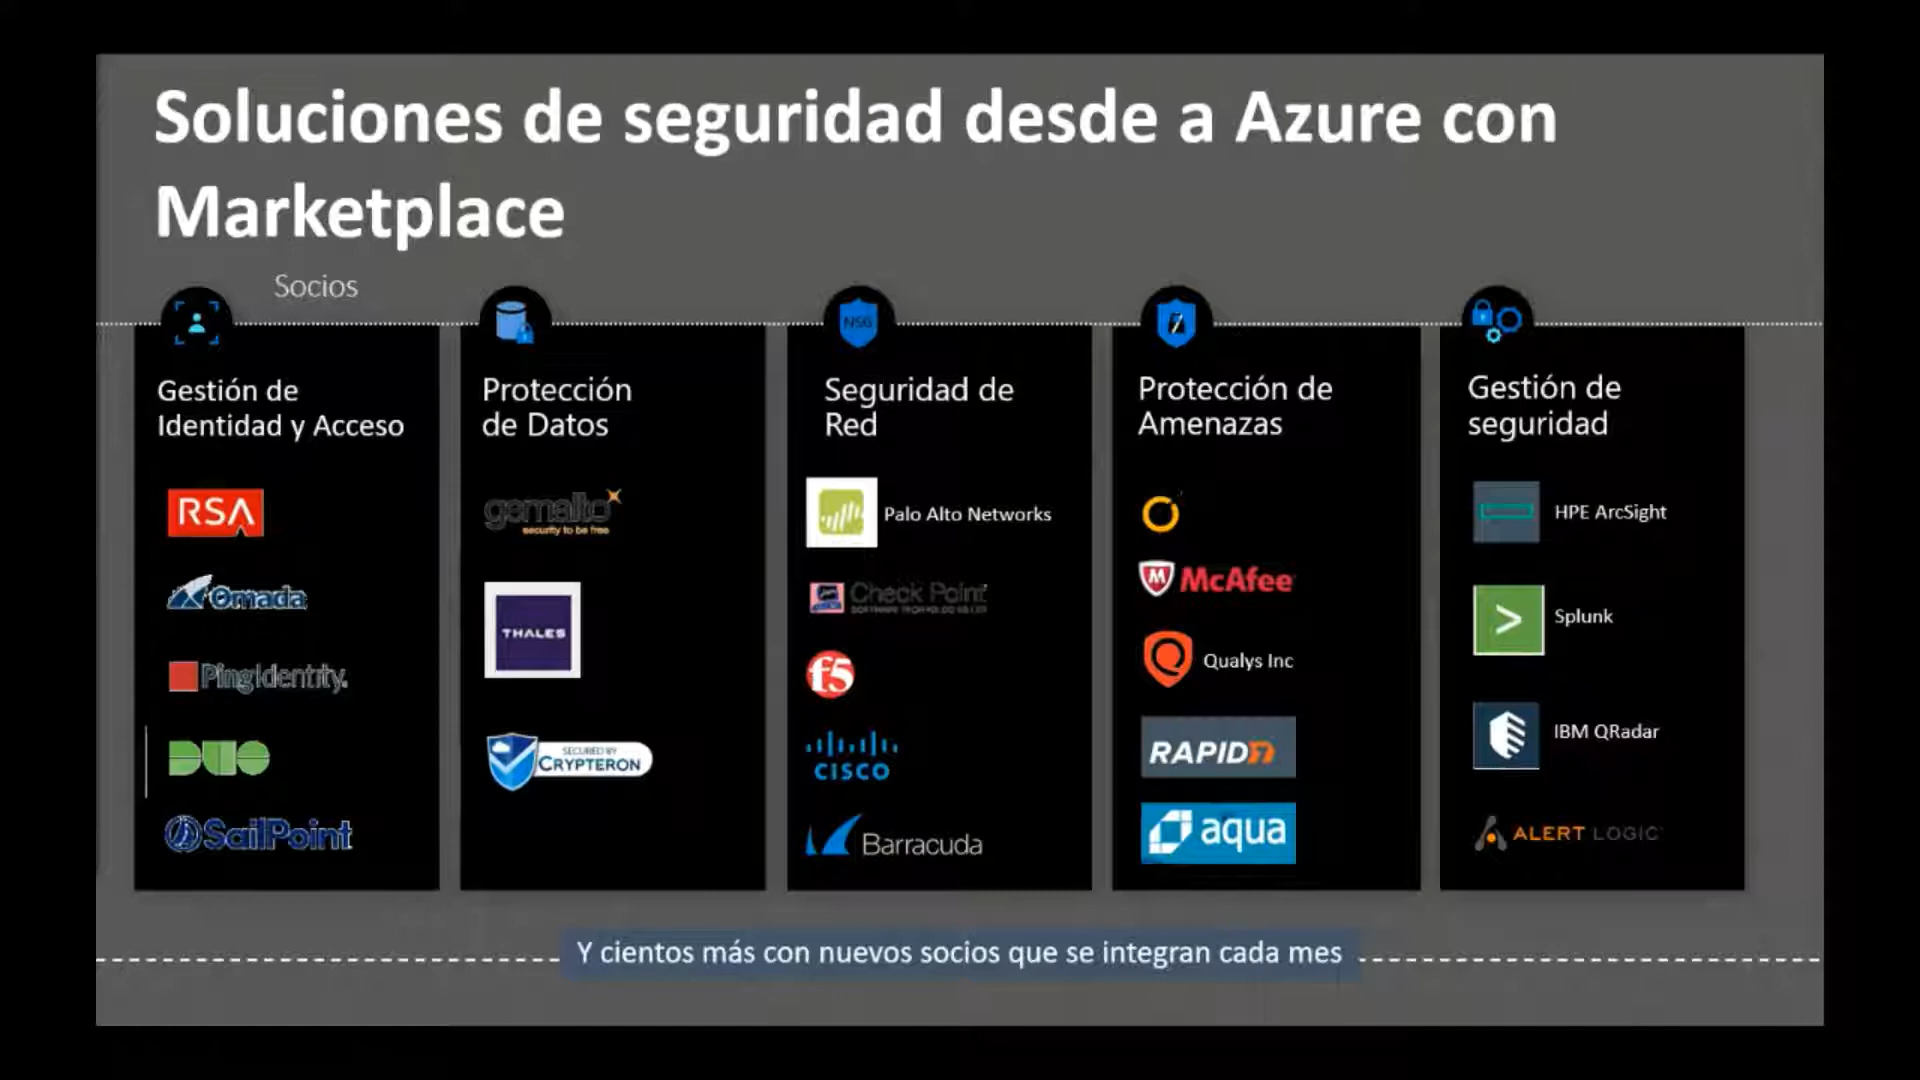 Soluciones de seguridad desde a Azure con
Marketplace
Socios
Gestión de
Identidad y Acceso
RSA
Omada
PingIdentity.
DUO
SailPoint
Protección
de Datos
gemalto
security to be free
THALES
SECURED BY
CRYPTERON
NSG
Seguridad de
Red
Palo Alto Networks
Check Point
SOFTWARE TECHNOLOGIES LTD
f5
CISCO
Barracuda
Protección de
Amenazas
McAfee
Qualys Inc
RAPID7
aqua
Gestión de
seguridad
HPE ArcSight
Splunk
IBM QRadar
ALERT LOGIC
Y cientos más con nuevos socios que se integran cada mes